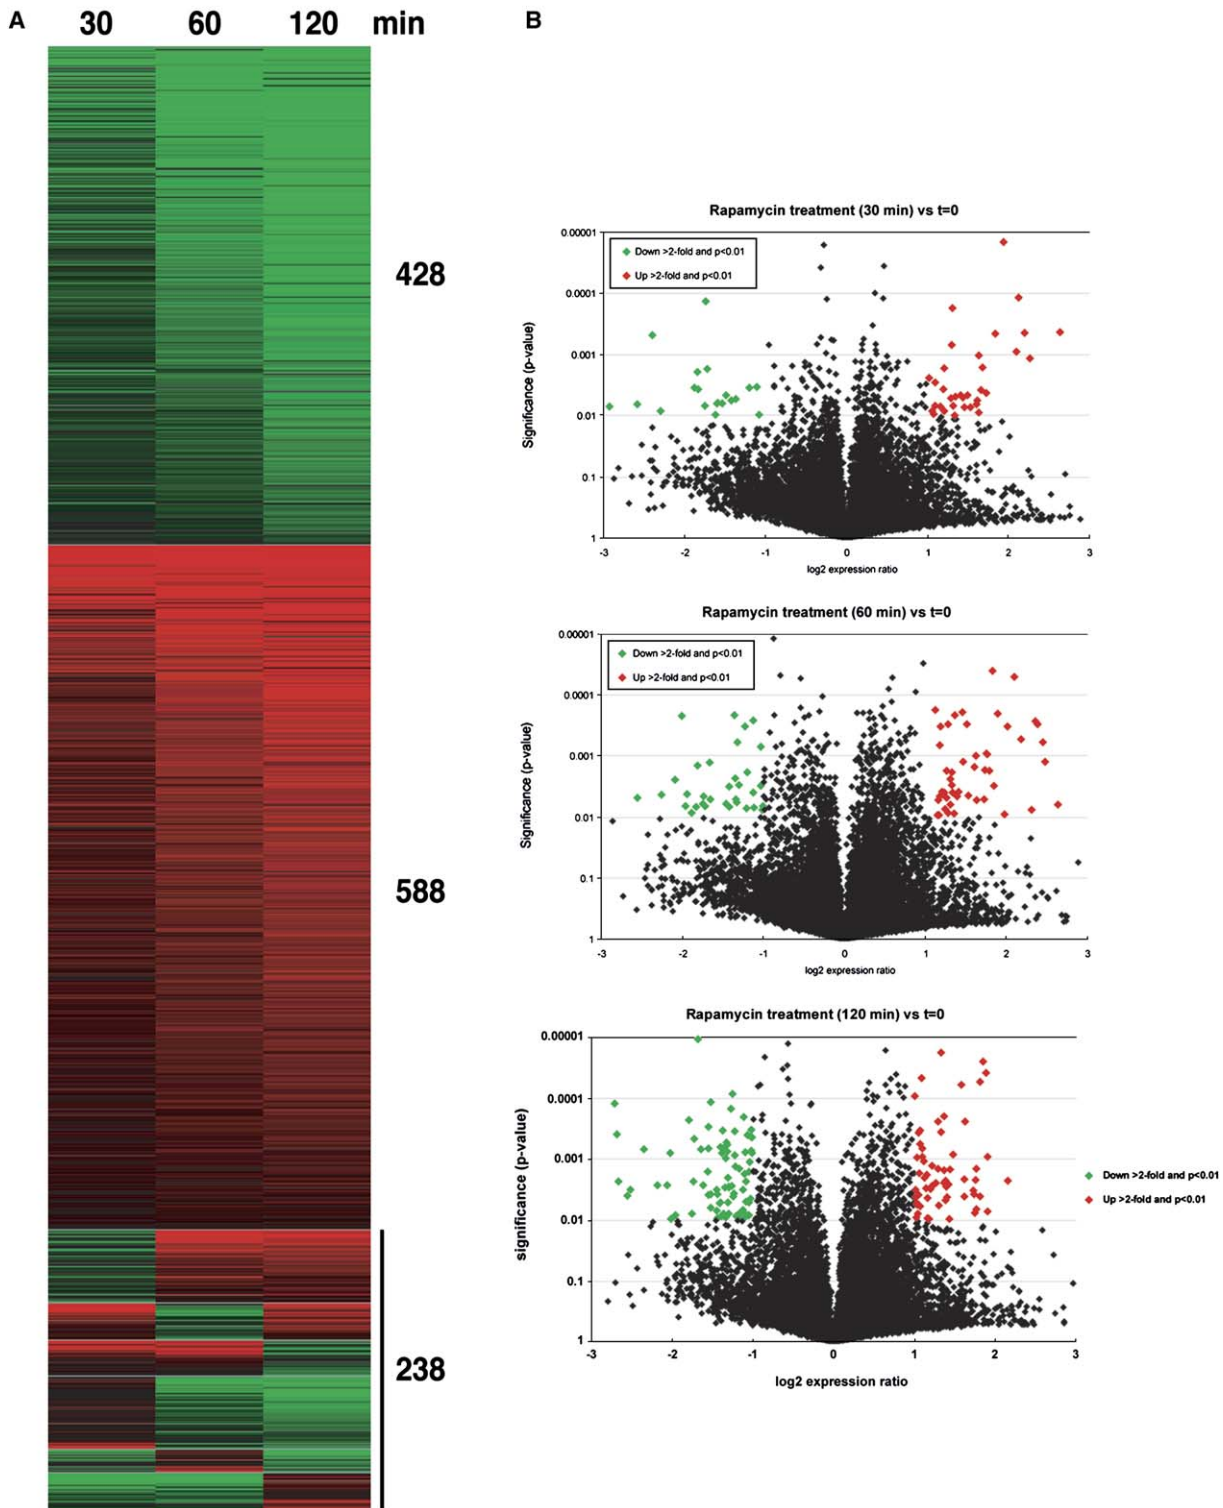 A
30 60 120 min
428
588
238
B
Rapamycin treatment (30 min) vs t=0
Down >2-fold and p<0.01
Up >2-fold and p<0.01
Significance (p-value)
0.00001
0.0001
0.001
0.01
0.1
1
-3 -2 -1 0 1 2 3
log2 expression ratio
Rapamycin treatment (60 min) vs t=0
Down >2-fold and p<0.01
Up >2-fold and p<0.01
Significance (p-value)
0.00001
0.0001
0.001
0.01
0.1
1
-3 -2 -1 0 1 2 3
log2 expression ratio
Rapamycin treatment (120 min) vs t=0
significance (p-value)
0.00001
0.0001
0.001
0.01
0.1
1
-3 -2 -1 0 1 2 3
log2 expression ratio
Down >2-fold and p<0.01
Up >2-fold and p<0.01